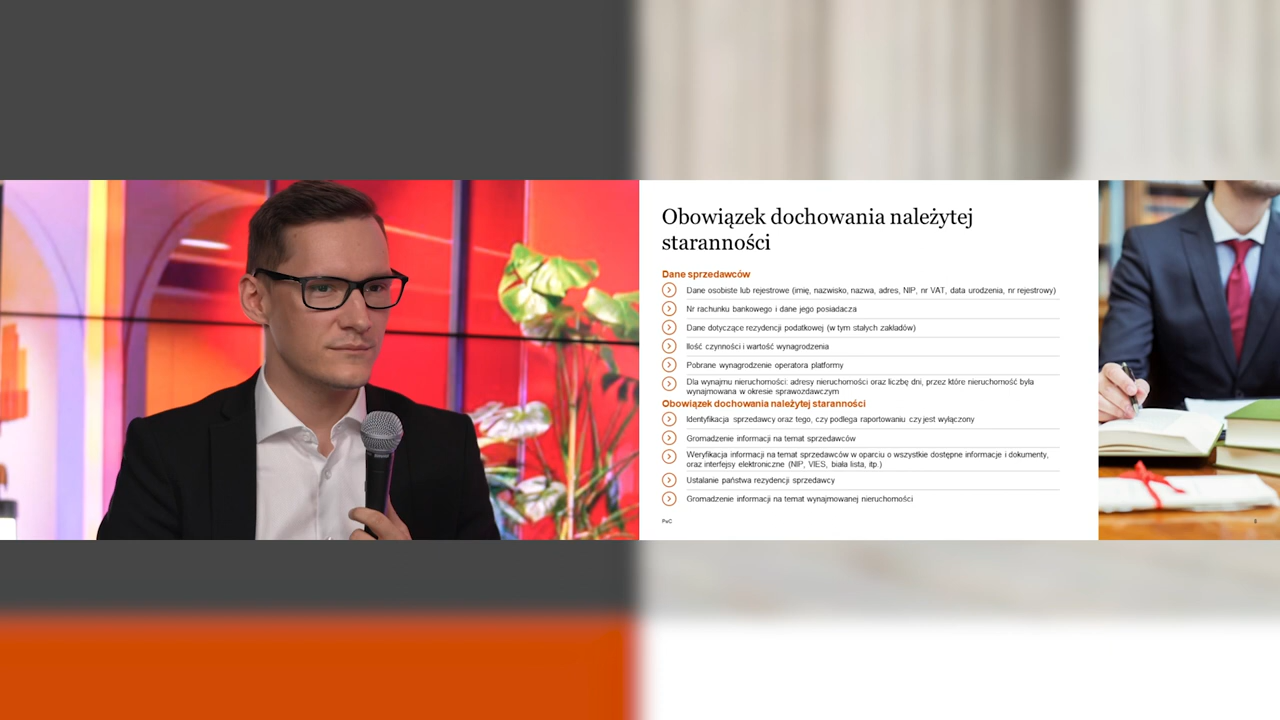 Obowiązek dochowania należytej
staranności
Dane sprzedawców
Dane osobiste lub rejestrowe (imię, nazwisko, nazwa, adres, NIP, nr VAT, data urodzenia, nr rejestrowy)
Nr rachunku bankowego i dane jego posiadacza
Dane dotyczące rezydencji podatkowej (w tym stałych zakładów)
Ilość czynności i wartość wynagrodzenia
Pobrane wynagrodzenie operatora platformy
Dla wynajmu nieruchomości: adresy nieruchomości oraz liczbę dni, przez które nieruchomość była
wynajmowana w okresie sprawozdawczym
Obowiązek dochowania należytej staranności
Identyfikacja sprzedawcy oraz tego, czy podlega raportowaniu czy jest wyłączony
Gromadzenie informacji na temat sprzedawców
Weryfikacja informacji na temat sprzedawców w oparciu o wszystkie dostępne informacje i dokumenty,
oraz interfejsy elektroniczne (NIP, VIES, biała lista, itp.)
Ustalanie państwa rezydencji sprzedawcy
Gromadzenie informacji na temat wynajmowanej nieruchomości
PwC